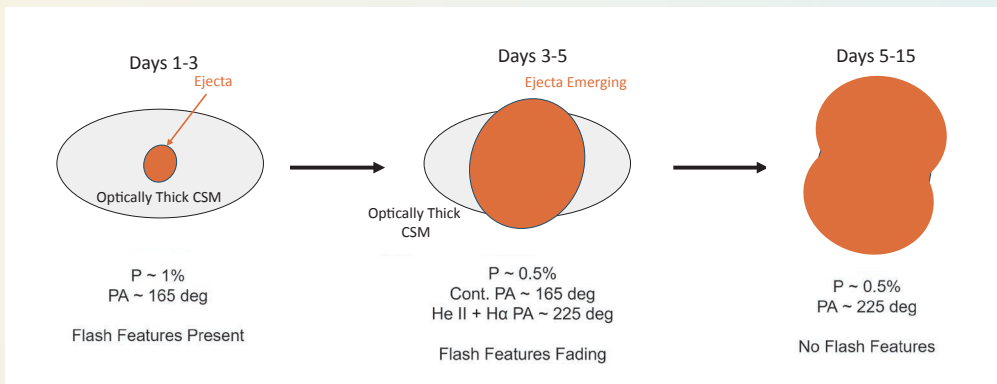 Days 1-3
Ejecta
Optically Thick CSM
P ~ 1%
PA ~ 165 deg
Flash Features Present
Days 3-5
Ejecta Emerging
Optically Thick
CSM
P ~ 0.5%
Cont. PA ~ 165 deg
He II + Hα PA ~ 225 deg
Flash Features Fading
Days 5-15
P ~ 0.5%
PA ~ 225 deg
No Flash Features